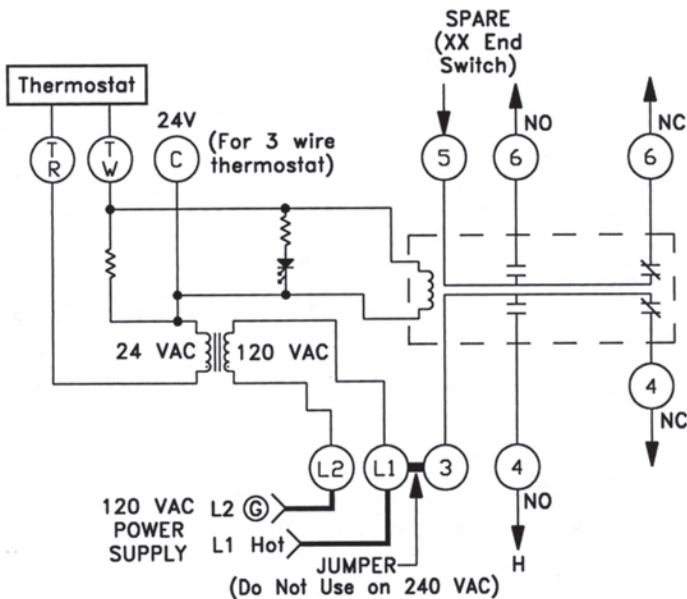 SPARE
(XX End
Switch)
Thermostat
24V
(For 3 wire
thermostat)
NO
NC
TR
TW
C
5
6
6
24 VAC
120 VAC
4
NC
L2
L1
3
4
NO
120 VAC
POWER
SUPPLY
L2 G
L1 Hot
JUMPER
(Do Not Use on 240 VAC)
H